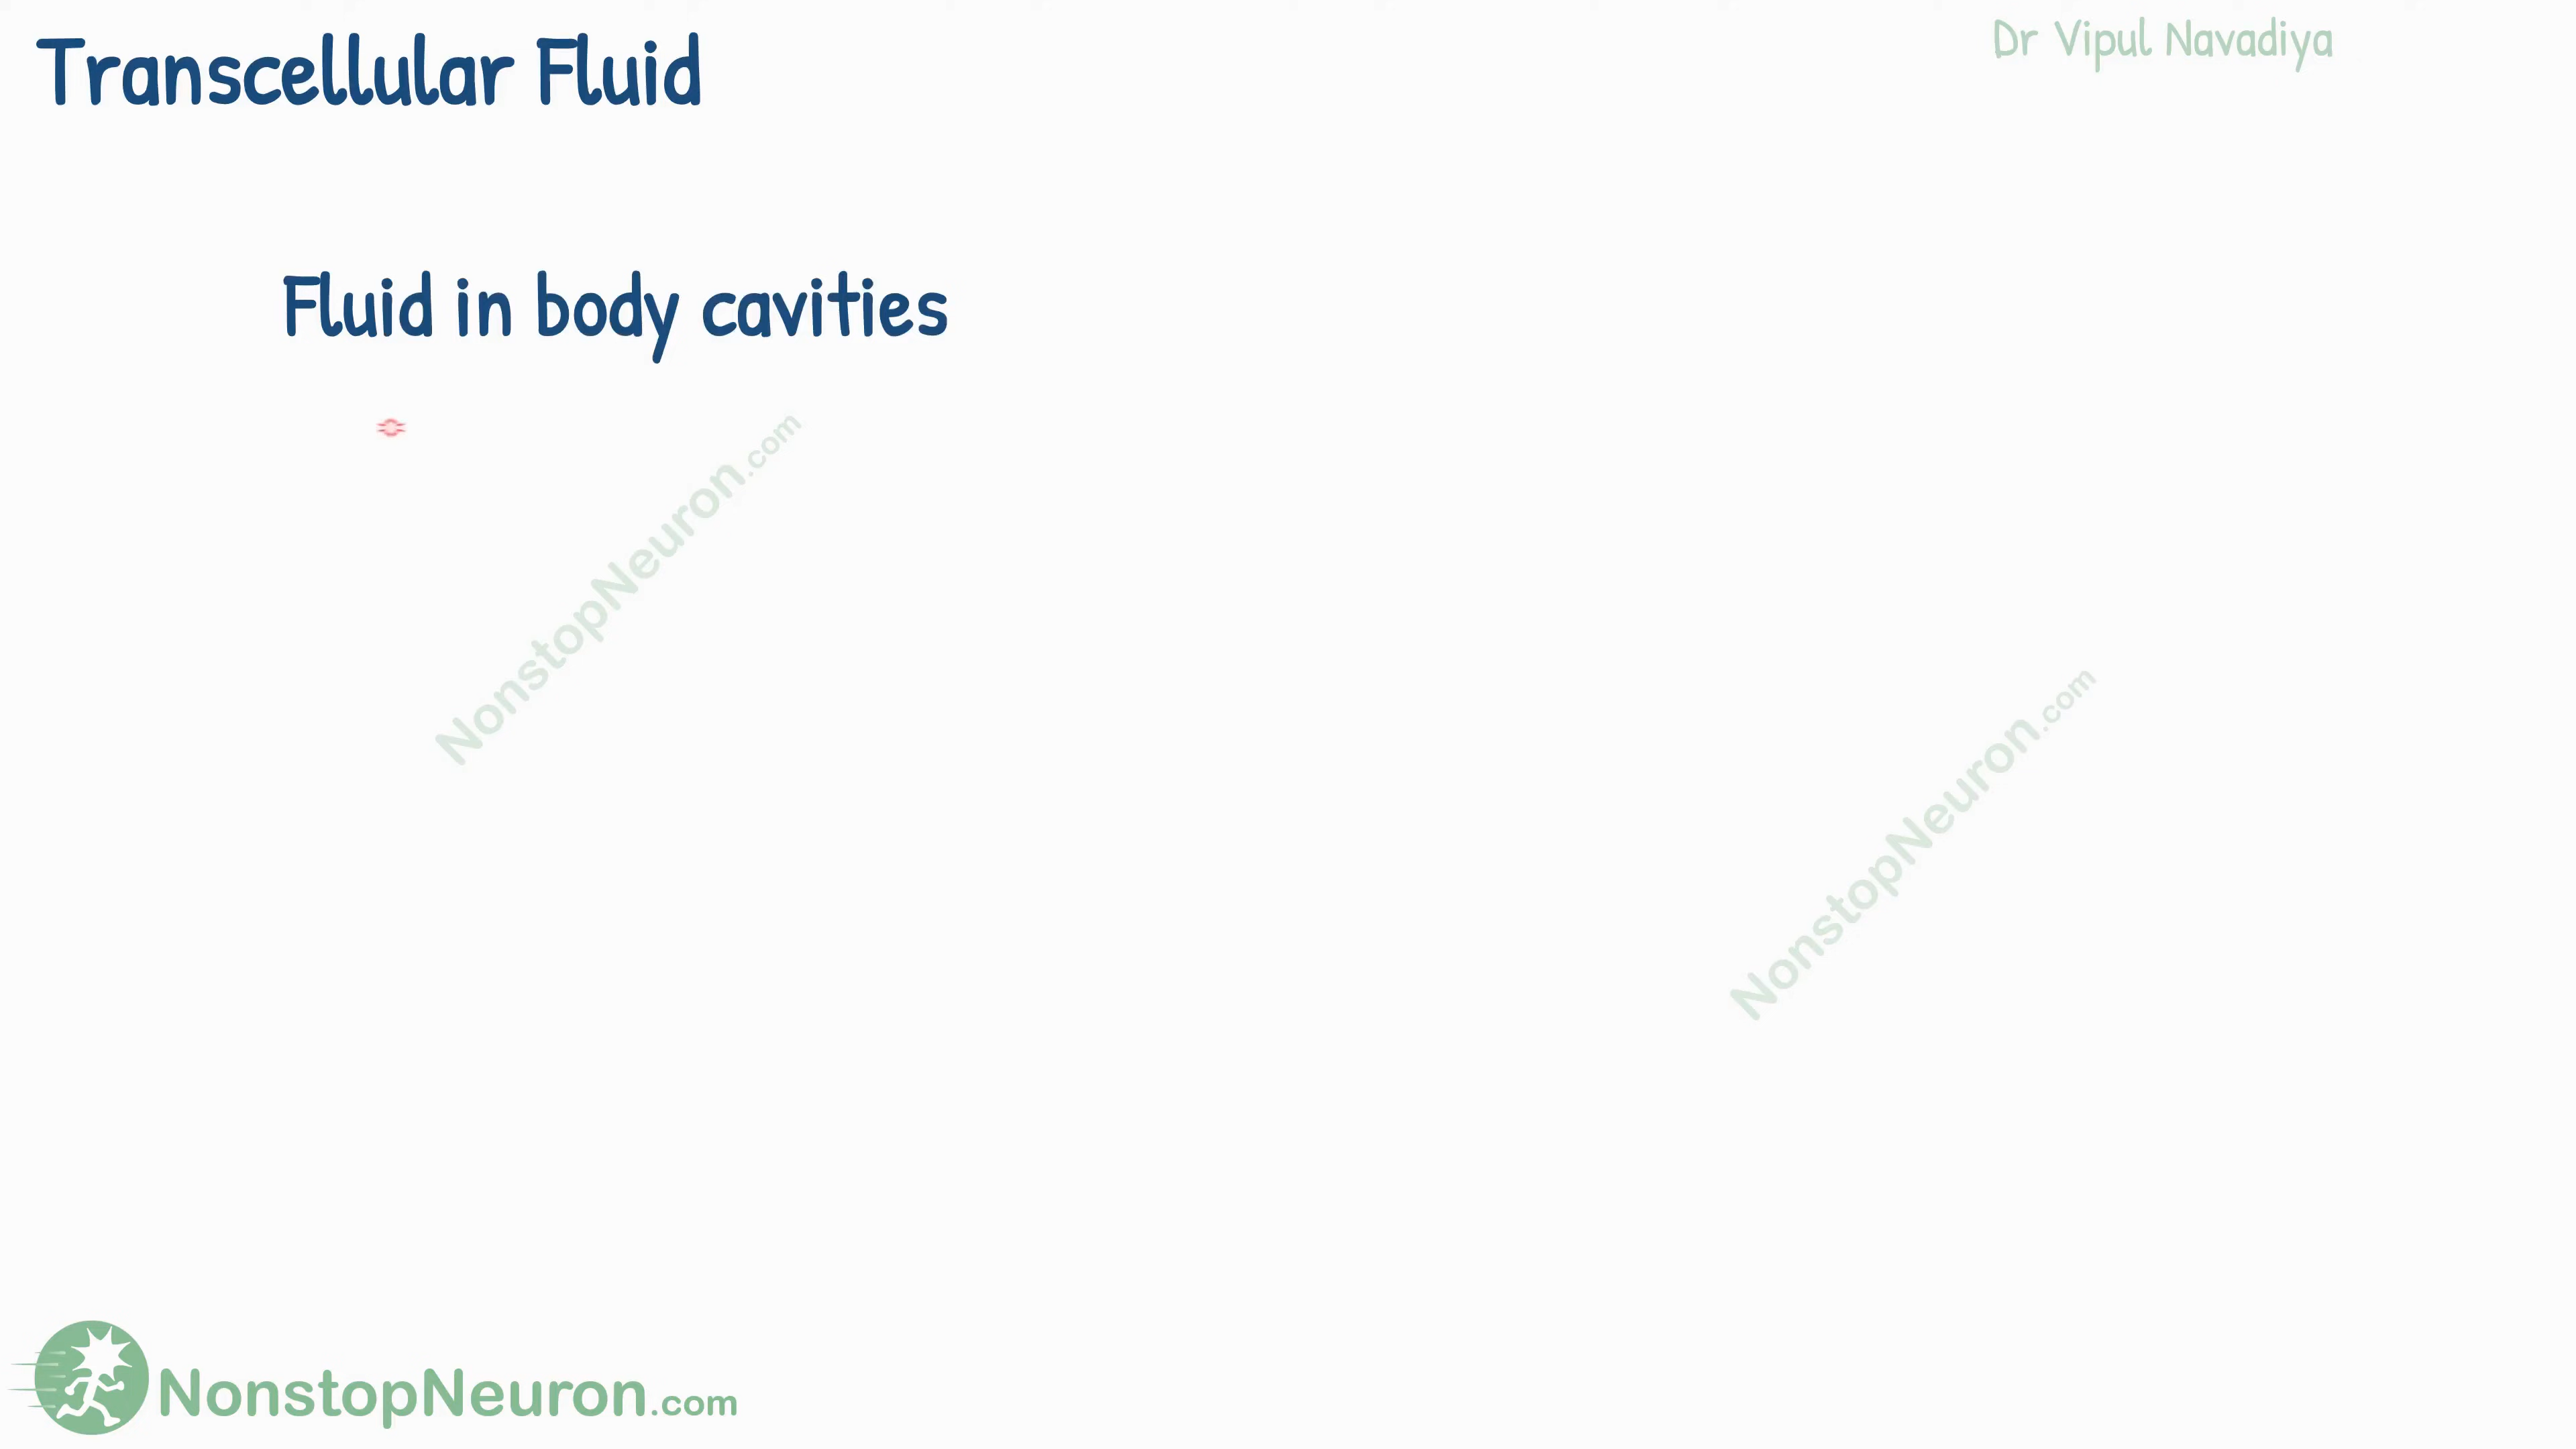 Transcellular Fluid
Dr Vipul Navadiya
Fluid in body cavities
NonstopNeuron.com
NonstopNeuron.com
NonstopNeuron.com